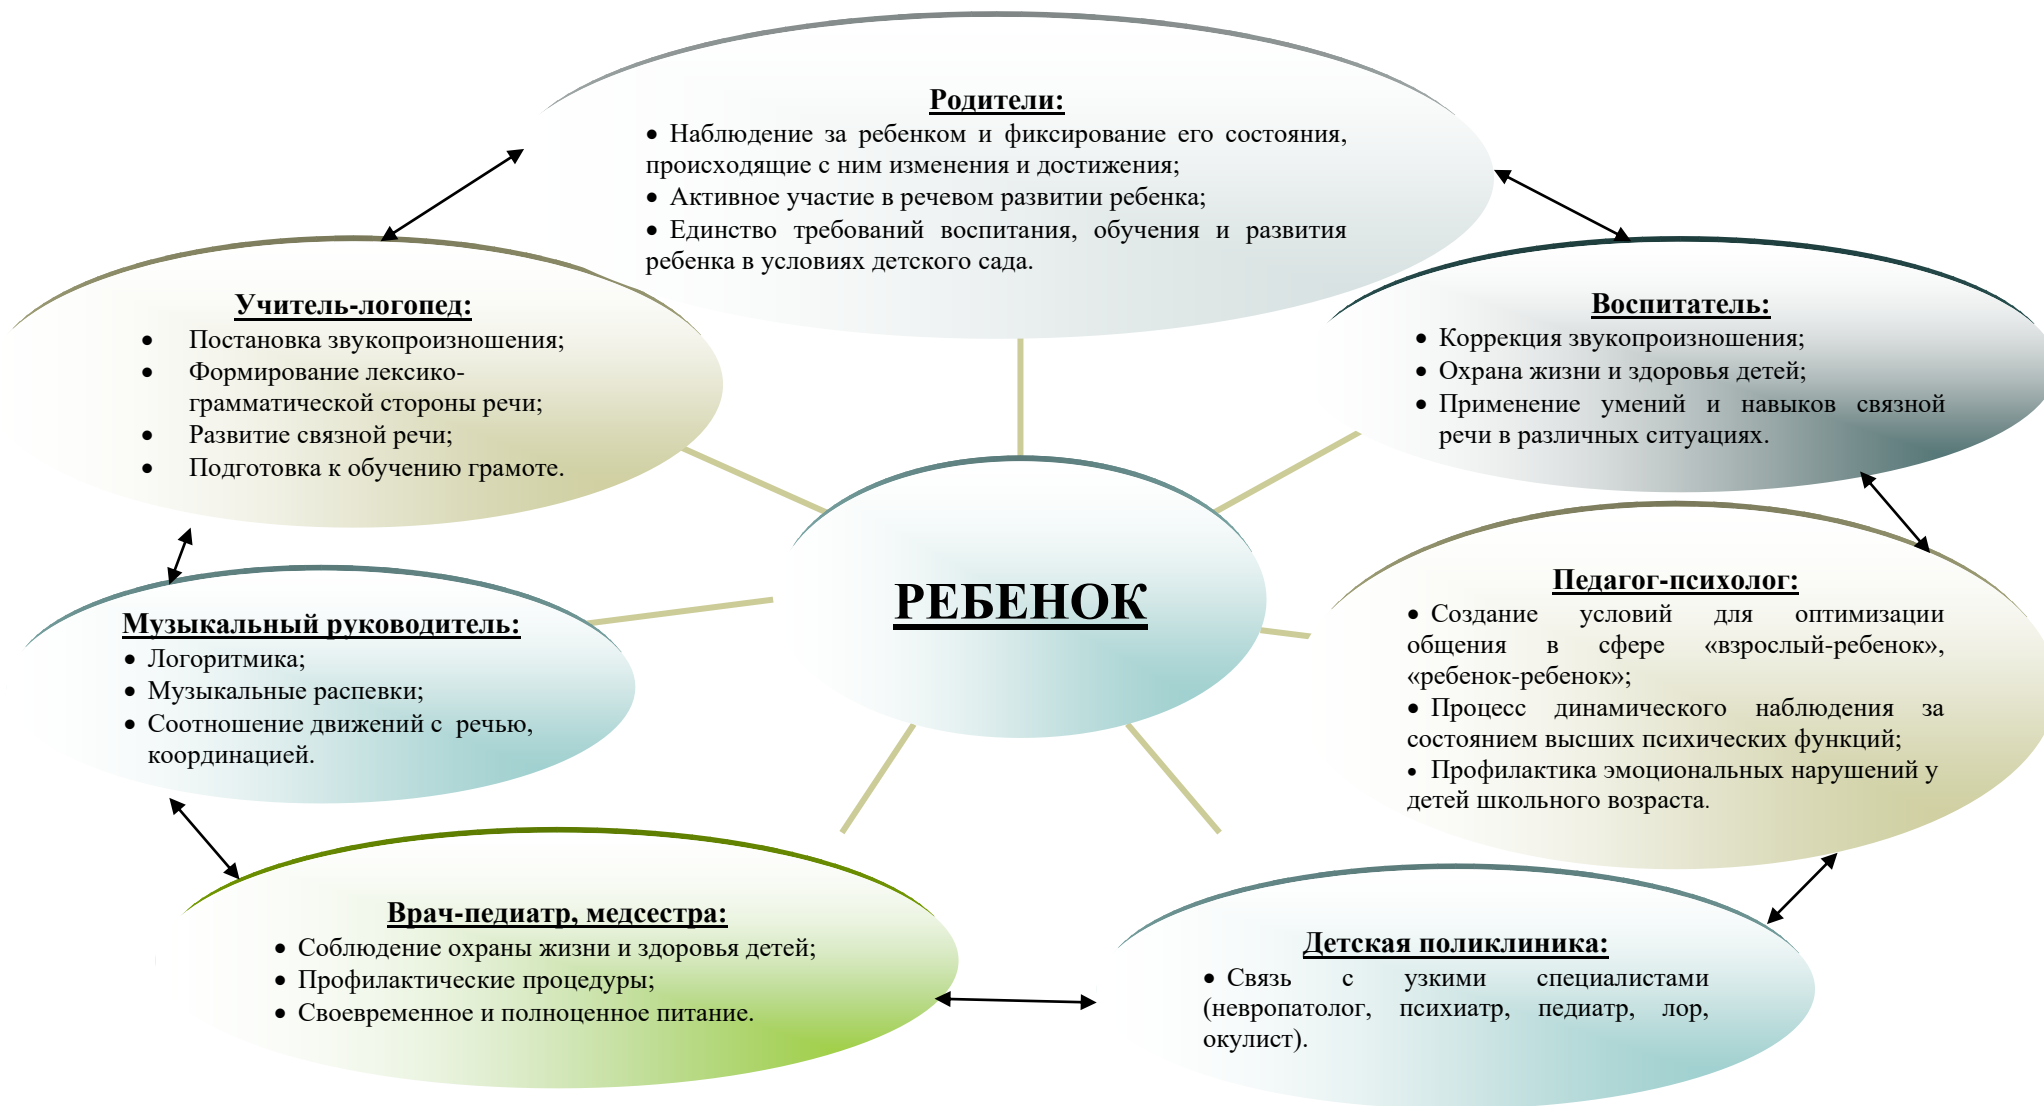 Родители:
• Наблюдение за ребенком и фиксирование его состояния,
происходящие с ним изменения и достижения;
• Активное участие в речевом развитии ребенка;
• Единство требований воспитания, обучения и развития
ребенка в условиях детского сада.
Учитель-логопед:
• Постановка звукопроизношения;
• Формирование лексико-
грамматической стороны речи;
• Развитие связной речи;
• Подготовка к обучению грамоте.
Воспитатель:
• Коррекция звукопроизношения;
• Охрана жизни и здоровья детей;
• Применение умений и навыков связной
речи в различных ситуациях.
РЕБЕНОК
Музыкальный руководитель:
• Логоритмика;
• Музыкальные распевки;
• Соотношение движений с речью,
координацией.
Педагог-психолог:
• Создание условий для оптимизации
общения в сфере «взрослый-ребенок»,
«ребенок-ребенок»;
• Процесс динамического наблюдения за
состоянием высших психических функций;
• Профилактика эмоциональных нарушений у
детей школьного возраста.
Врач-педиатр, медсестра:
• Соблюдение охраны жизни и здоровья детей;
• Профилактические процедуры;
• Своевременное и полноценное питание.
Детская поликлиника:
• Связь с узкими специалистами
(невропатолог, психиатр, педиатр, лор,
окулист).